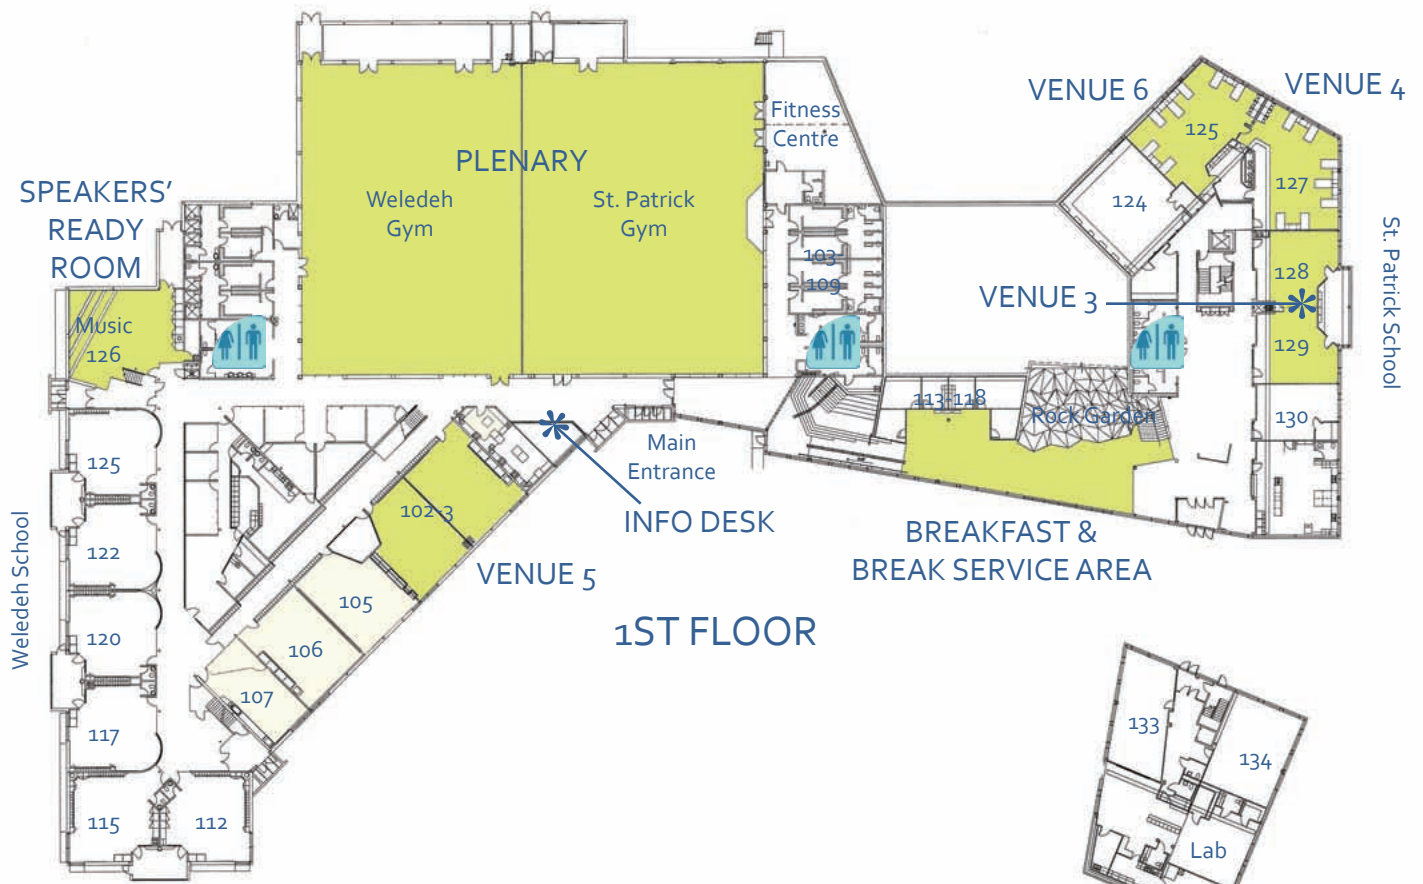 VENUE 6
VENUE 4
Fitness
Centre
125
PLENARY
SPEAKERS'
READY
ROOM
Weledeh
Gym
St. Patrick
Gym
127
124
St. Patrick School
103-
109
128
VENUE 3
129
Music
126
113-118
Rock Garden
130
125
Main
Entrance
102-3
INFO DESK
BREAKFAST &
BREAK SERVICE AREA
Weledeh School
122
VENUE 5
105
1ST FLOOR
120
106
107
117
133
134
115
112
Lab